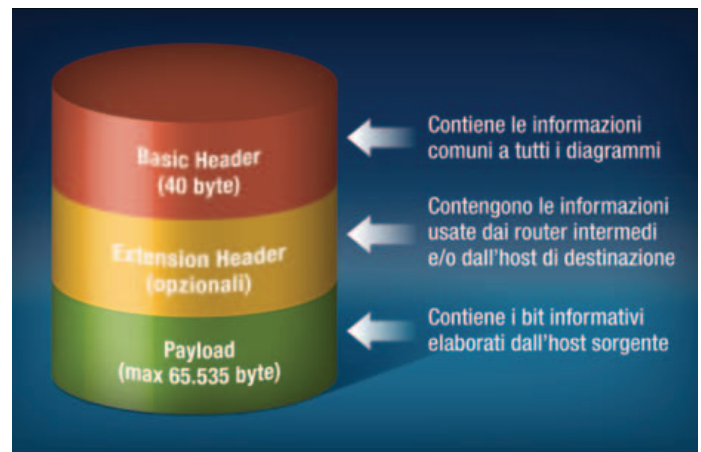 Basic Header
(40 byte)
Contiene le informazioni
comuni a tutti i diagrammi
Extension Header
(opzionali)
Contengono le informazioni
usate dai router intermedi
e/o dall'host di destinazione
Payload
(max 65.535 byte)
Contiene i bit informativi
elaborati dall'host sorgente